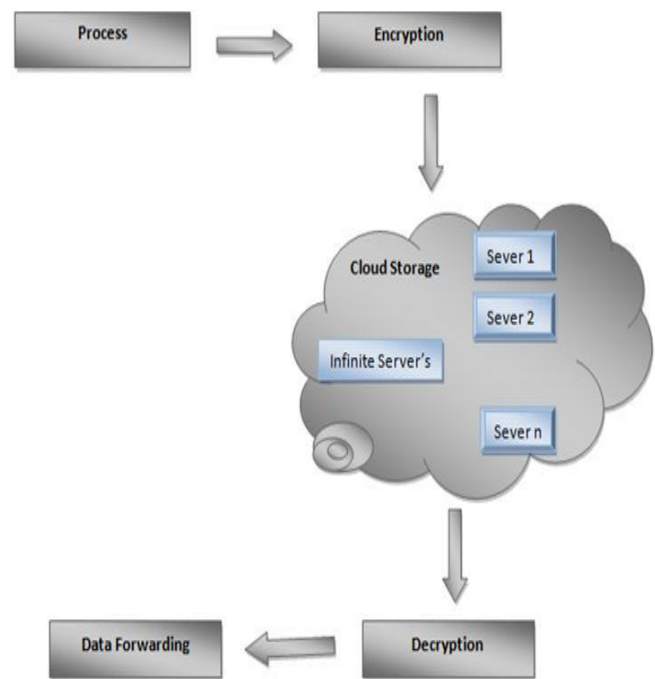 Process
Encryption
Cloud Storage
Sever 1
Sever 2
Infinite Server's
Sever n
Data Forwarding
Decryption